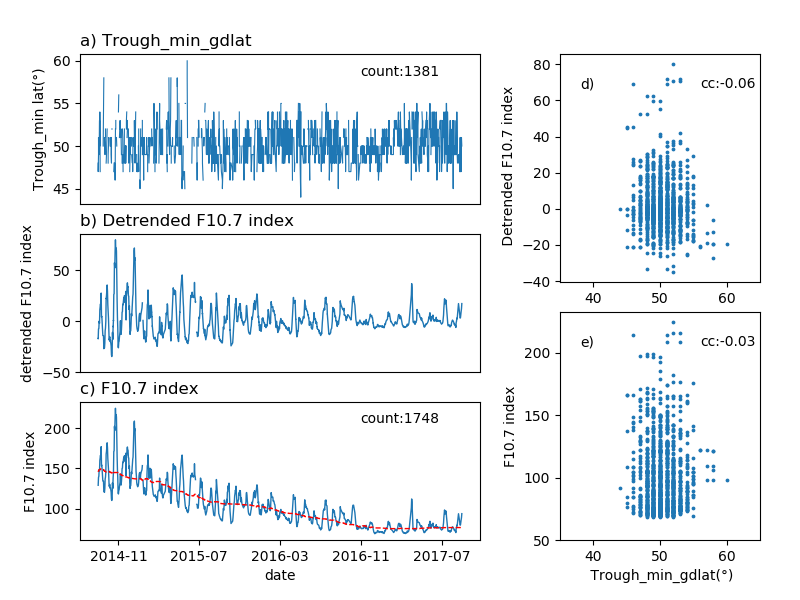 a) Trough_min_gdlat
count:1381
Trough_min lat(°)
60
55
50
45
b) Detrended F10.7 index
detrended F10.7 index
50
0
−50
c) F10.7 index
count:1748
F10.7 index
200
150
100
2014-11
2015-07
2016-03
2016-11
2017-07
date
d)
cc:-0.06
Detrended F10.7 index
80
60
40
20
0
−20
−40
40
50
60
e)
cc:-0.03
F10.7 index
200
150
100
50
40
50
60
Trough_min_gdlat(°)